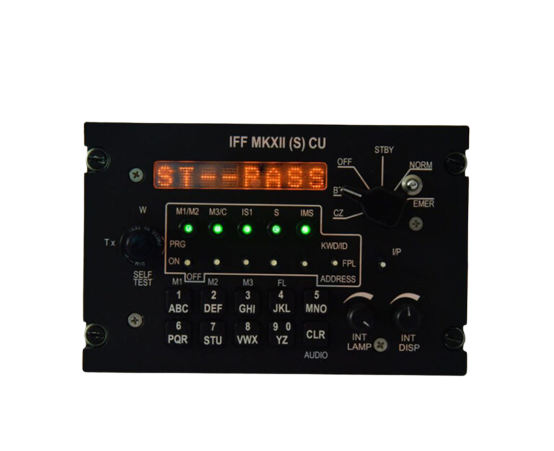 IFF MKXII (S) CU
STBY
OFF
NORM
ST--PASS
EMER
CZ
W
M1/M2 M3/C IS1 S IMS
PRG
KWD/ID
Tx
I/P
ON
FPL
OFF
ADDRESS
SELF
TEST
M1 M2 M3 FL
1 2 3 4 5
ABC DEF GHI JKL MNO
6 7 8 9 0
PQR STU VWX YZ CLR
INT
LAMP
INT
DISP
AUDIO